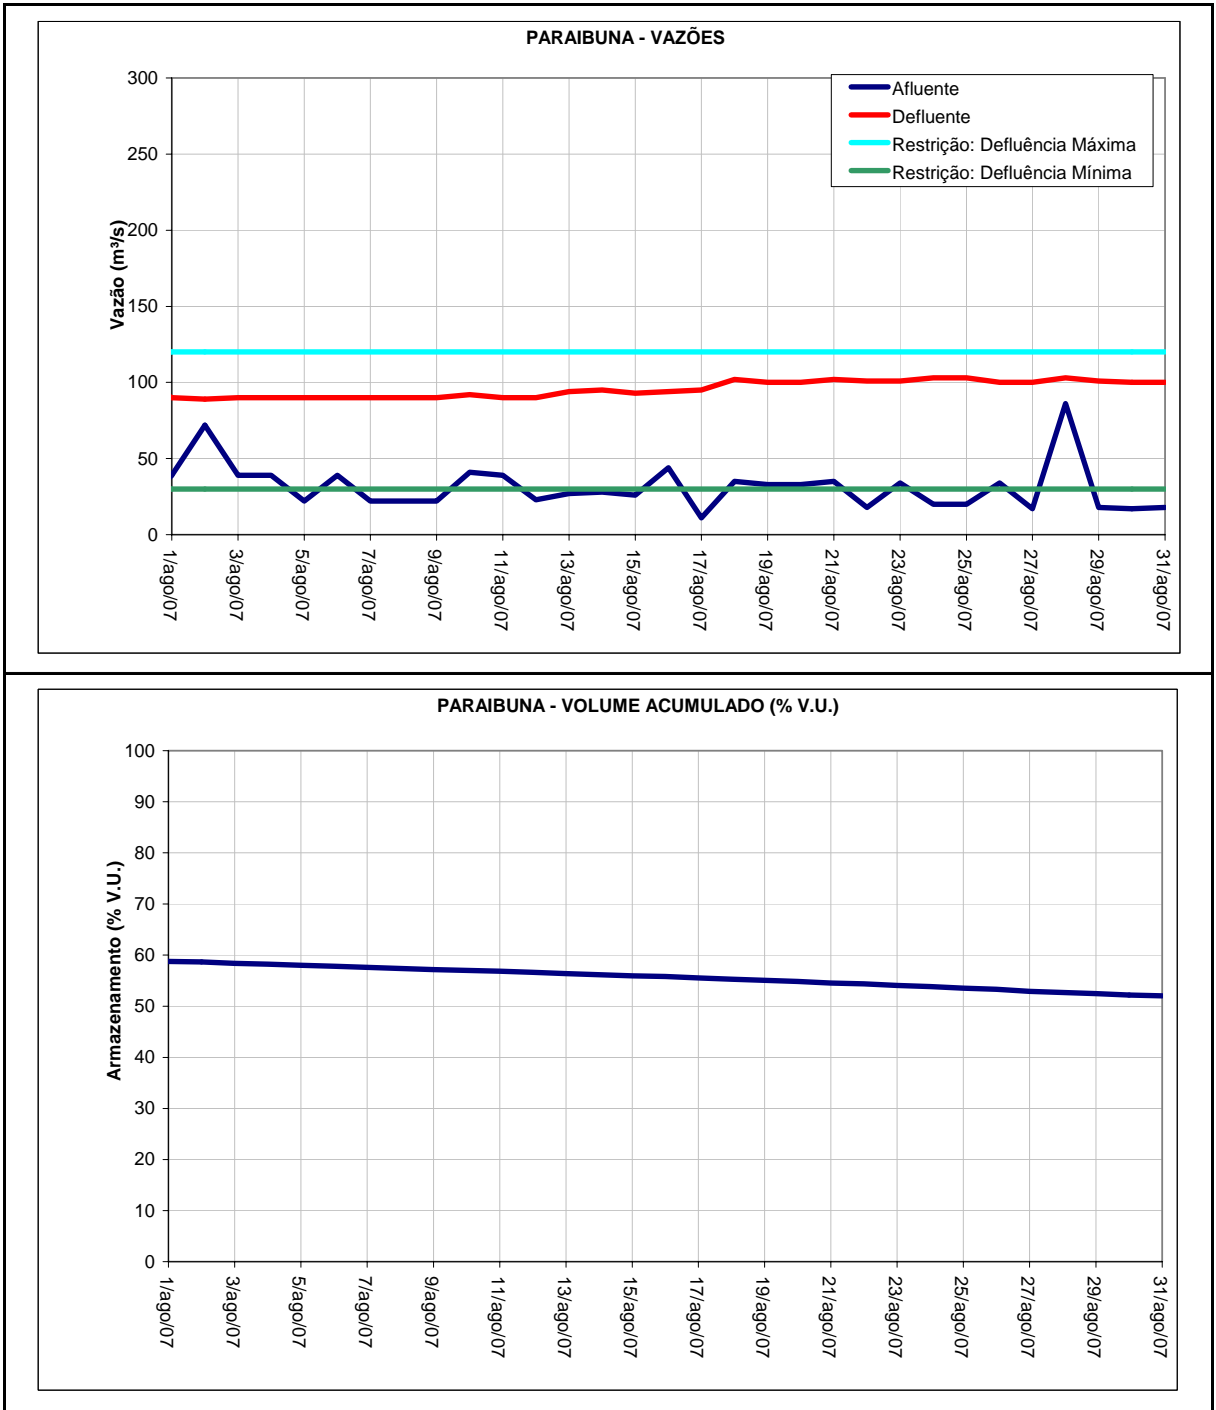 PARAIBUNA - VAZÕES
Vazão (m³/s)
300
250
200
150
100
50
0
Afluente
Defluente
Restrição: Defluência Máxima
Restrição: Defluência Mínima
1/ago/07
3/ago/07
5/ago/07
7/ago/07
9/ago/07
11/ago/07
13/ago/07
15/ago/07
17/ago/07
19/ago/07
21/ago/07
23/ago/07
25/ago/07
27/ago/07
29/ago/07
31/ago/07
PARAIBUNA - VOLUME ACUMULADO (% V.U.)
Armazenamento (% V.U.)
100
90
80
70
60
50
40
30
20
10
0
1/ago/07
3/ago/07
5/ago/07
7/ago/07
9/ago/07
11/ago/07
13/ago/07
15/ago/07
17/ago/07
19/ago/07
21/ago/07
23/ago/07
25/ago/07
27/ago/07
29/ago/07
31/ago/07